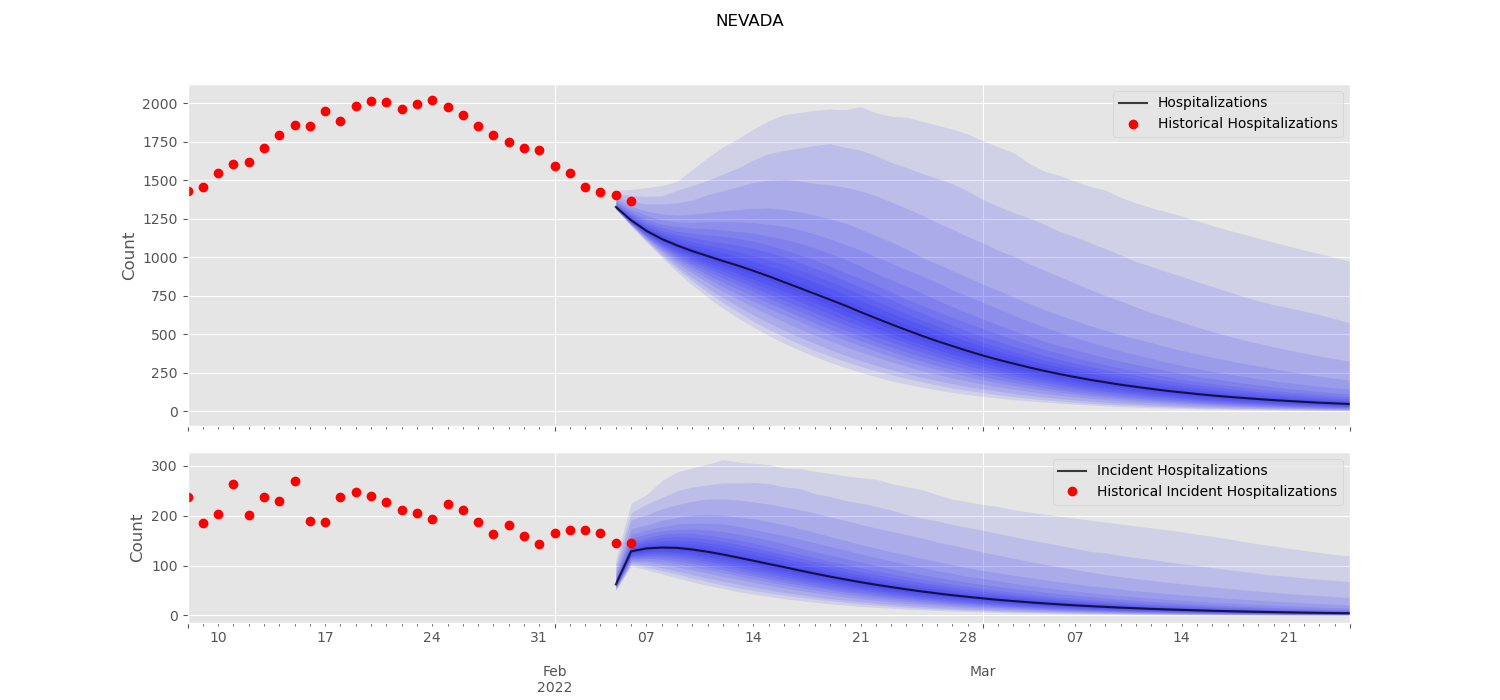 NEVADA
Count
2000
1750
1500
1250
1000
750
500
250
0
Hospitalizations
Historical Hospitalizations
Count
300
200
100
0
Incident Hospitalizations
Historical Incident Hospitalizations
10 17 24 31 07 14 21 28 07 14 21
Feb Mar
2022